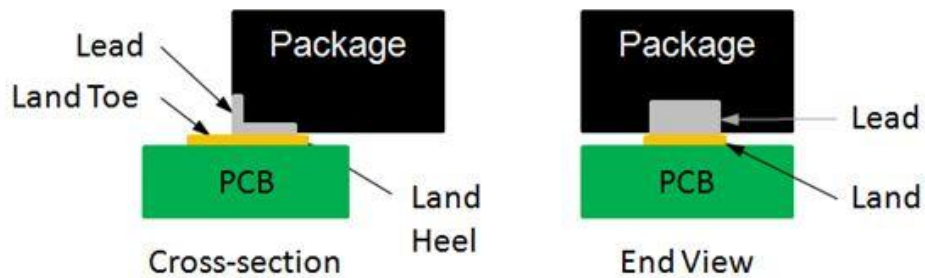 Package
Lead
Land Toe
PCB
Land
Heel
Cross-section
Package
Lead
PCB
Land
End View